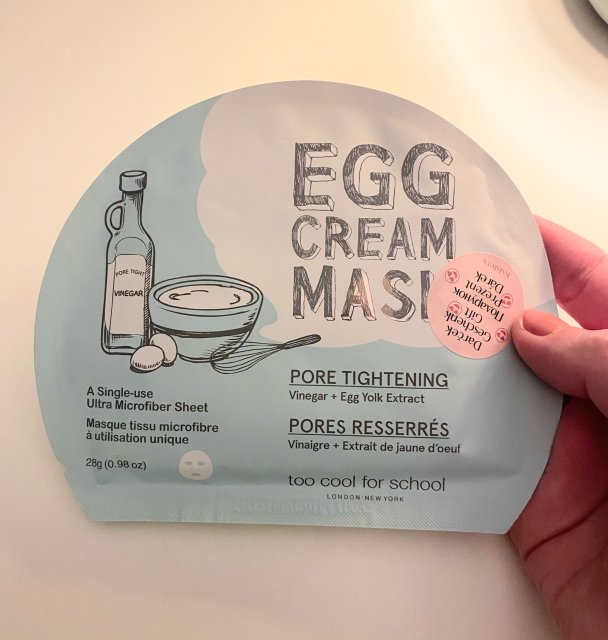 EGG
CREAM
MASK
PORE TIGHT
VINEGAR
Darček
Geschenk
Gift
Подарунок
Prezent
Dárek
PORE TIGHTENING
Vinegar + Egg Yolk Extract
PORES RESSERRÉS
Vinaigre + Extrait de jaune d'oeuf
A Single-use
Ultra Microfiber Sheet
Masque tissu microfibre
à utilisation unique
28g (0.98 oz)
too cool for school
LONDON·NEW YORK